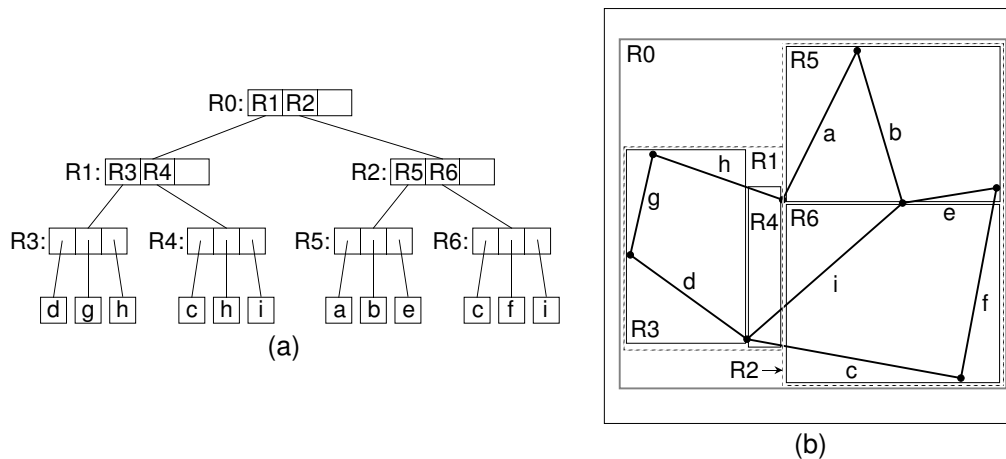 R0: R1 R2
R1: R3 R4
R2: R5 R6
R3:
R4:
R5:
R6:
d g h
c h i
a b e
c f i
(a)
R0
R5
a
b
R1
h
g
R4
R6
e
d
i
f
R3
R2
c
(b)